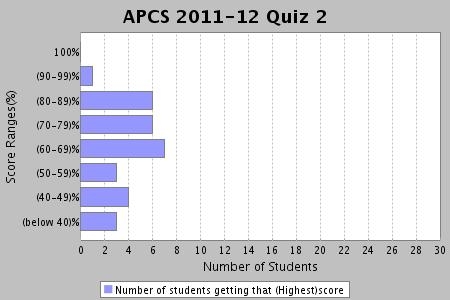 APCS 2011-12 Quiz 2
Score Ranges(%)
100%
(90-99)%
(80-89)%
(70-79)%
(60-69)%
(50-59)%
(40-49)%
(below 40)%
0 2 4 6 8 10 12 14 16 18 20 22 24 26 28 30
Number of Students
Number of students getting that (Highest)score